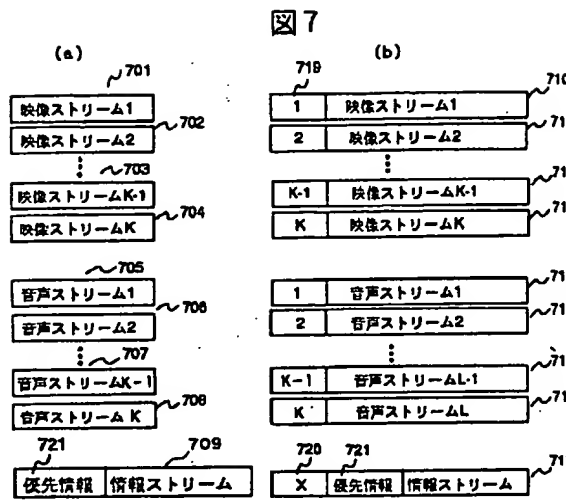 図7
(a)
701
映像ストリーム1
702
映像ストリーム2
703
映像ストリームK-1
704
映像ストリームK
705
音声ストリーム1
706
音声ストリーム2
707
音声ストリームK-1
708
音声ストリームK
721
709
優先情報 情報ストリーム
(b)
719
710
1 映像ストリーム1
71
2 映像ストリーム2
71
K-1 映像ストリームK-1
71
K 映像ストリームK
71
1 音声ストリーム1
71
2 音声ストリーム2
71
K-1 音声ストリームL-1
71
K 音声ストリームL
720
721
71
X 優先情報 情報ストリーム